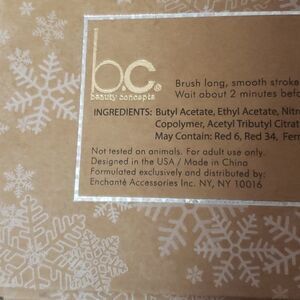 b.c.®
beauty concepts
Brush long, smooth stroke
Wait about 2 minutes befo
INGREDIENTS: Butyl Acetate, Ethyl Acetate, Nitro
Copolymer, Acetyl Tributyl Citrat
May Contain: Red 6, Red 34, Ferr
Not tested on animals. For adult use only.
Designed in the USA / Made in China
Formulated exclusively and distributed by:
Enchanté Accessories Inc. NY, NY 10016